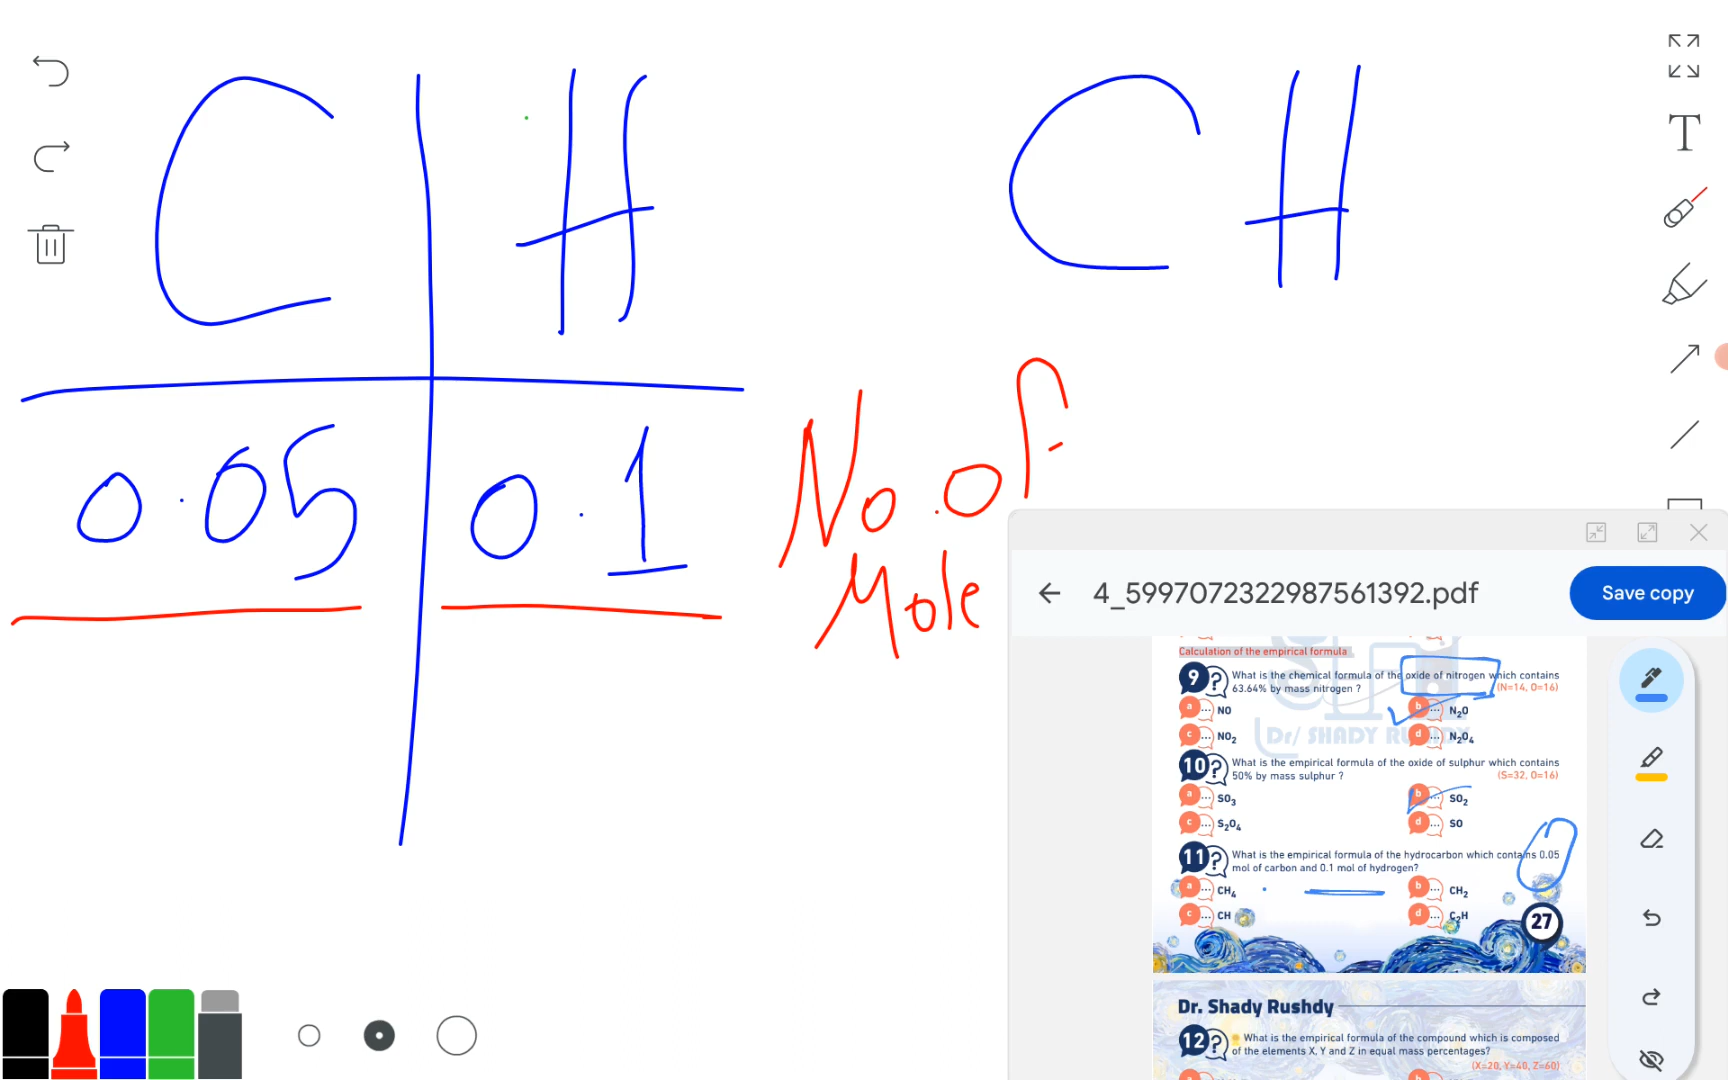 C H
C H
0.05 0.1
No. of
Mole
T
4_5997072322987561392.pdf
Save copy
Calculation of the empirical formula
9 ? What is the chemical formula of the oxide of nitrogen which contains
63.64% by mass nitrogen ? (N=14, O=16)
a ... NO
b ... N₂O
c ... NO₂
d ... N₂O₄
Dr/ SHADY RUSHDY
10 ? What is the empirical formula of the oxide of sulphur which contains
50% by mass sulphur ? (S=32, O=16)
a ... SO₃
b ... SO₂
c ... S₂O₄
d ... SO
11 ? What is the empirical formula of the hydrocarbon which contains 0.05
mol of carbon and 0.1 mol of hydrogen?
a ... CH₄
b ... CH₂
c ... CH
d ... C₂H
27
Dr. Shady Rushdy
12 ? What is the empirical formula of the compound which is composed
of the elements X, Y and Z in equal mass percentages?
(X=20, Y=40, Z=60)